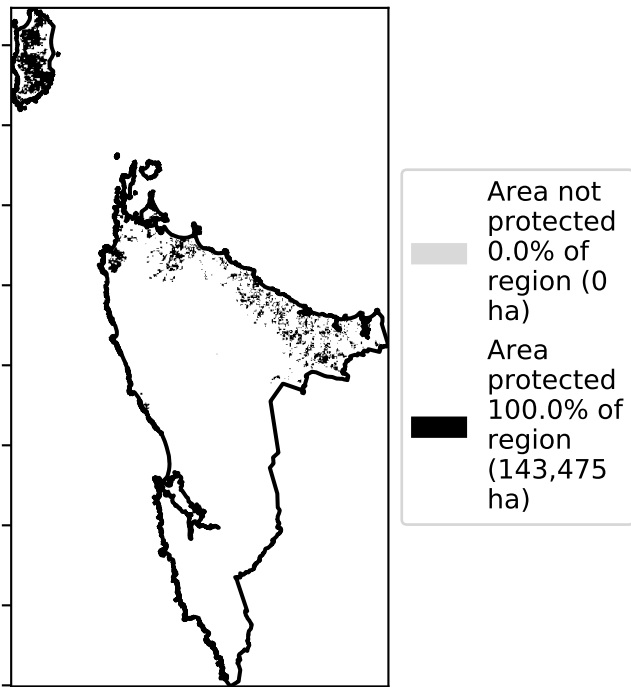 Area not
protected
0.0% of
region (0
ha)
Area
protected
100.0% of
region
(143,475
ha)